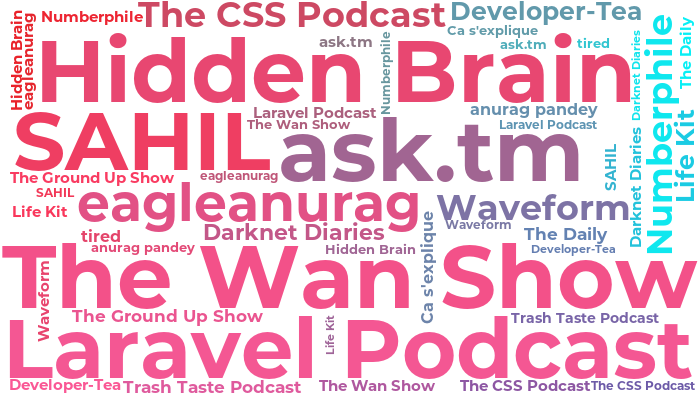 The CSS Podcast
Developer-Tea
Numberphile
Hidden Brain
eagleanurag
Ca s'explique
ask.tm
ask.tm
tired
Hidden Brain
Numberphile
Darknet Diaries
Numberphile
The Daily
Laravel Podcast
anurag pandey
The Wan Show
Laravel Podcast
SAHIL
ask.tm
Life Kit
Darknet Diaries
SAHIL
The Ground Up Show
eagleanurag
SAHIL
Life Kit
eagleanurag
Waveform
Waveform
tired
Darknet Diaries
The Daily
anurag pandey
Hidden Brain
Developer-Tea
Ca s'explique
The Wan Show
Waveform
The Ground Up Show
Life Kit
Trash Taste Podcast
Laravel Podcast
Developer-Tea
Trash Taste Podcast
The Wan Show
The CSS Podcast
The CSS Podcast